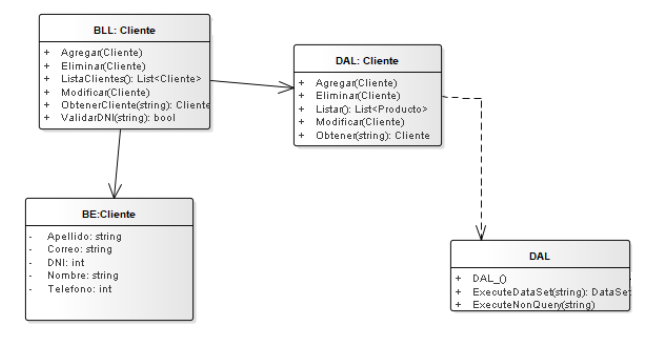 BLL: Cliente
+ Agregar(Cliente)
+ Eliminar(Cliente)
+ ListaClientes(): List<Cliente>
+ Modificar(Cliente)
+ ObtenerCliente(string): Cliente
+ ValidarDNI(string): bool
DAL: Cliente
+ Agregar(Cliente)
+ Eliminar(Cliente)
+ Listar(): List<Producto>
+ Modificar(Cliente)
+ Obtener(string): Cliente
BE:Cliente
- Apellido: string
- Correo: string
- DNI: int
- Nombre: string
- Telefono: int
DAL
+ DAL_()
+ ExecuteDataSet(string): DataSet
+ ExecuteNonQuery(string)